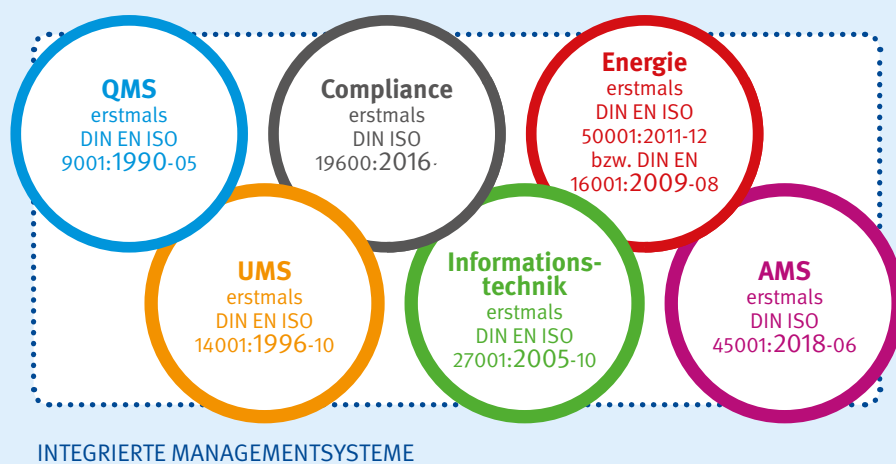 QMS
erstmals
DIN EN ISO
9001:1990-05
Compliance
erstmals
DIN ISO
19600:2016-
Energie
erstmals
DIN EN ISO
50001:2011-12
bzw. DIN EN
16001:2009-08
UMS
erstmals
DIN EN ISO
14001:1996-10
Informations-
technik
erstmals
DIN EN ISO
27001:2005-10
AMS
erstmals
DIN ISO
45001:2018-06
INTEGRIERTE MANAGEMENTSYSTEME